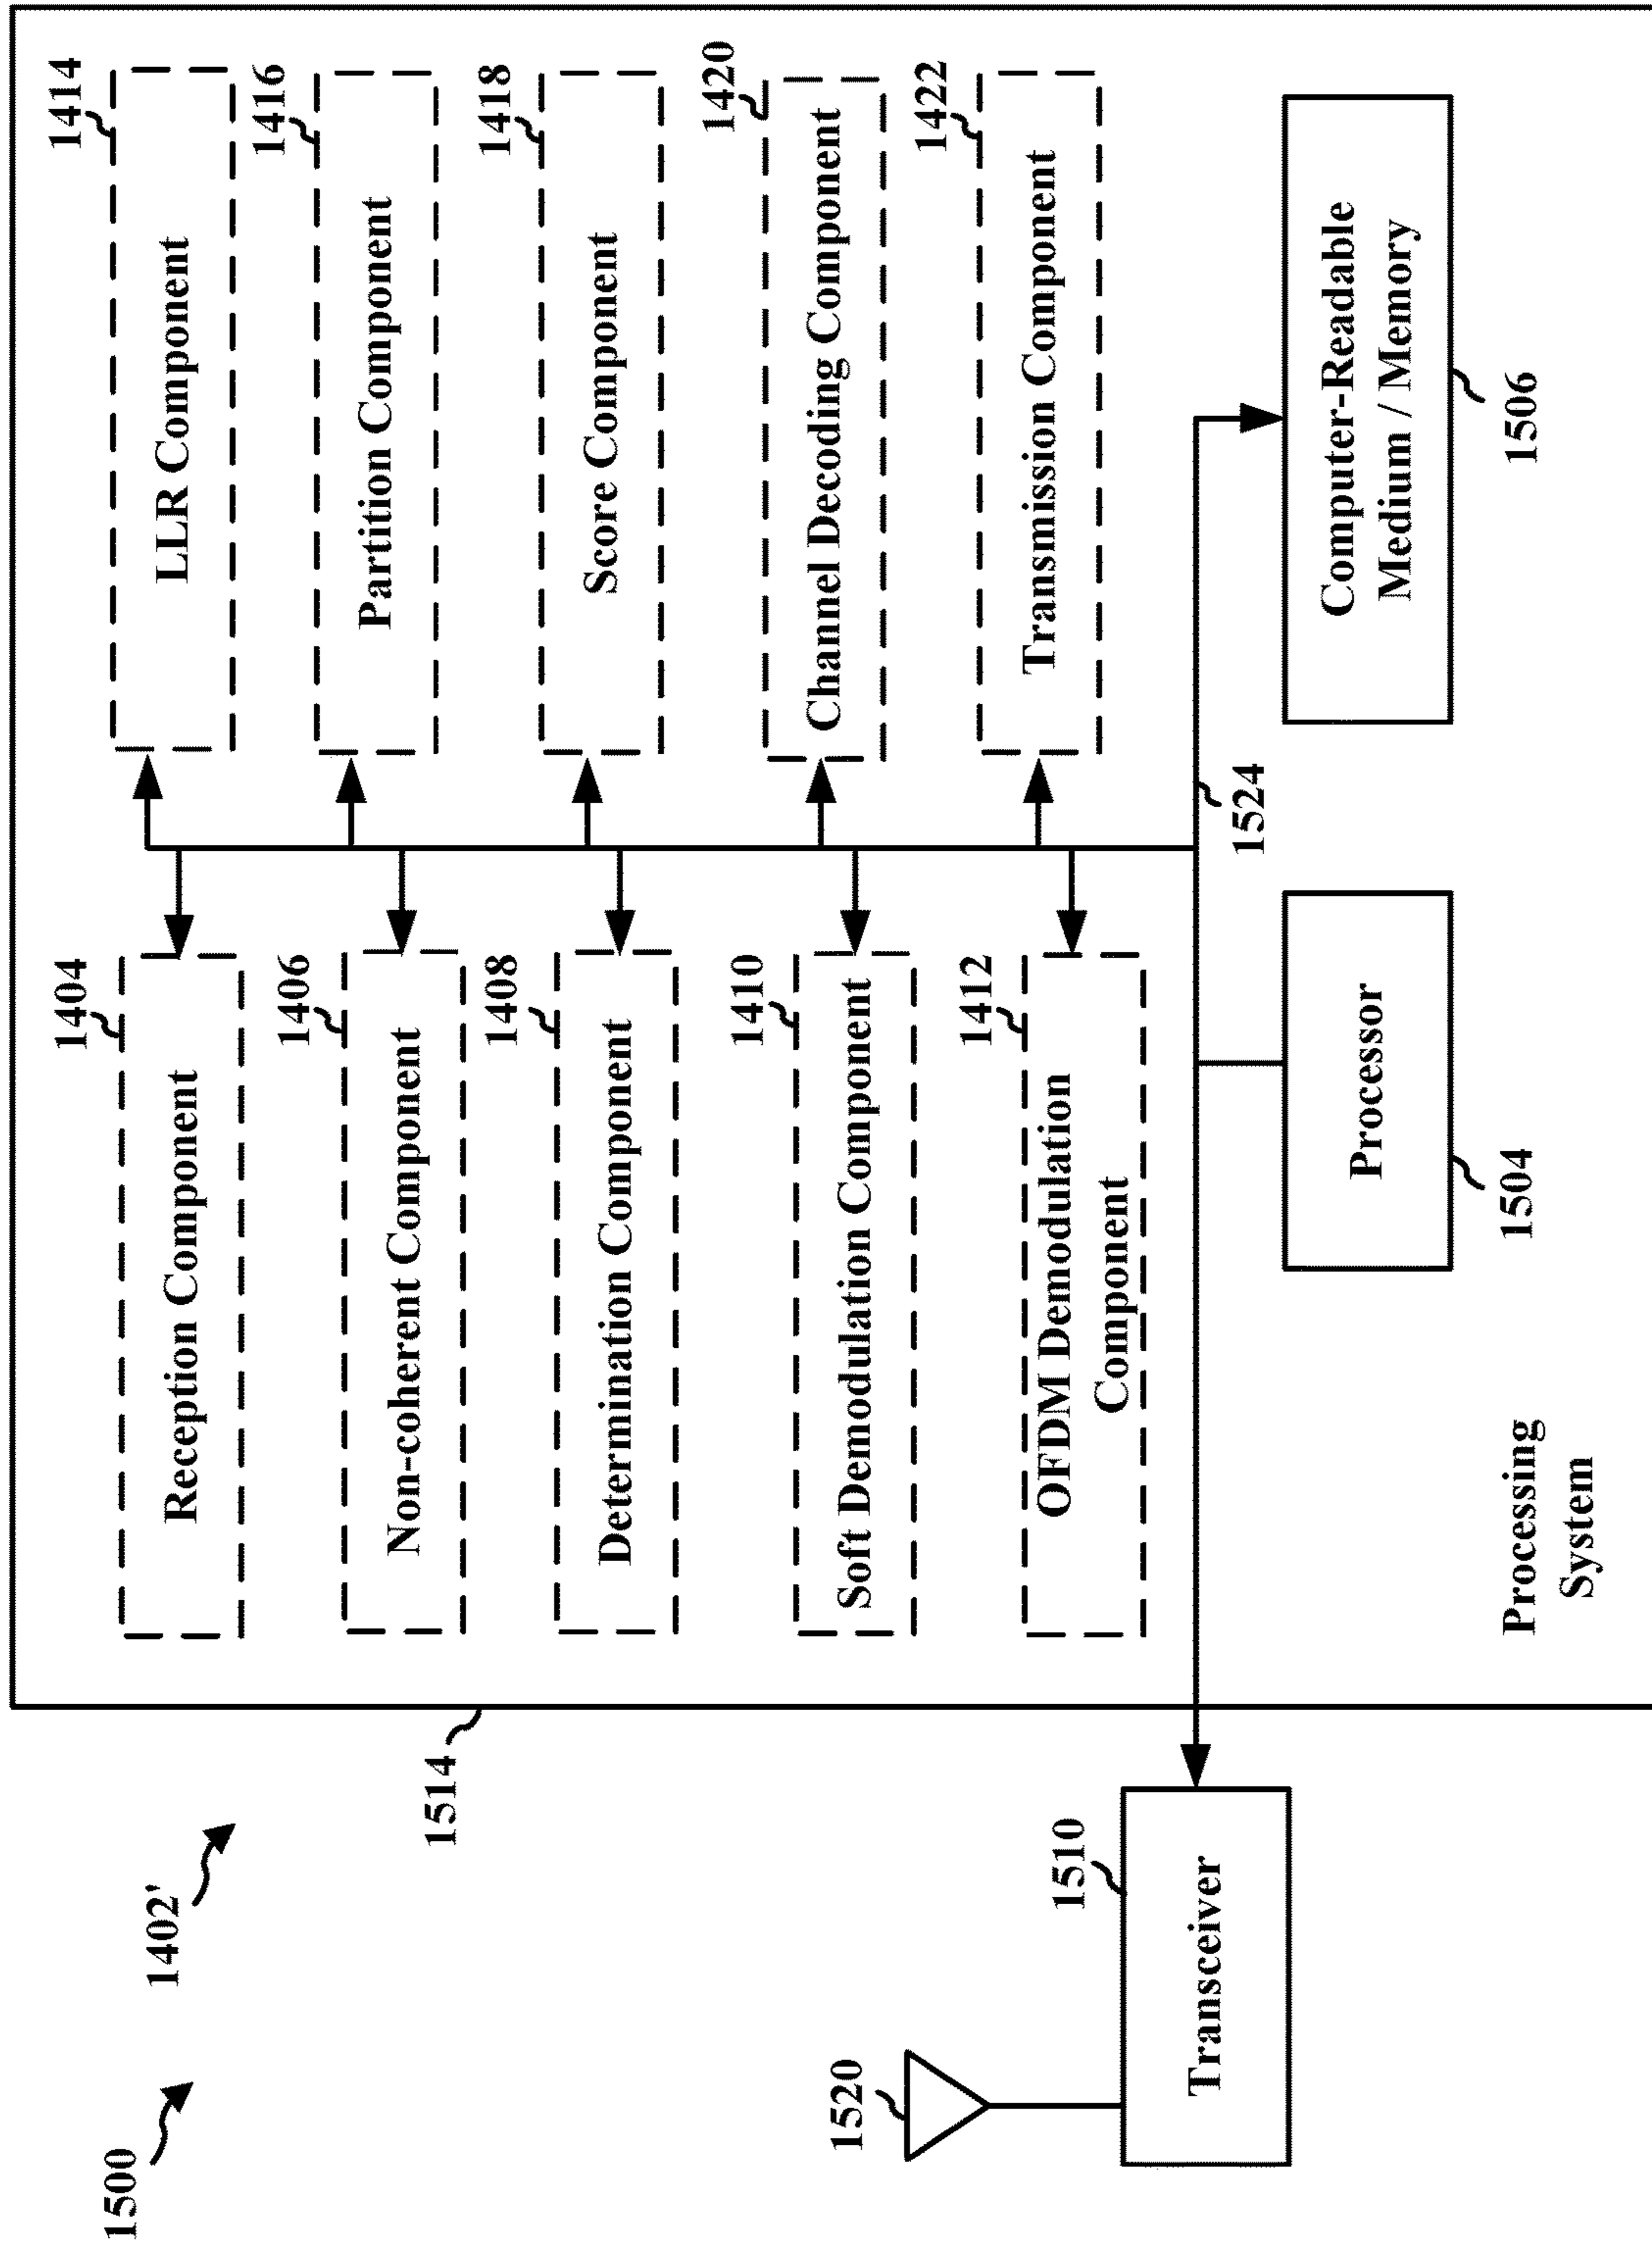 1500
1402'
1514
1404
Reception Component
1414
LLR Component
1406
Non-coherent Component
1416
Partition Component
1408
Determination Component
1418
Score Component
1410
Soft Demodulation Component
1420
Channel Decoding Component
1412
OFDM Demodulation
Component
1422
Transmission Component
1520
1510
Transceiver
1524
Processor
1504
Computer-Readable
Medium / Memory
1506
Processing
System